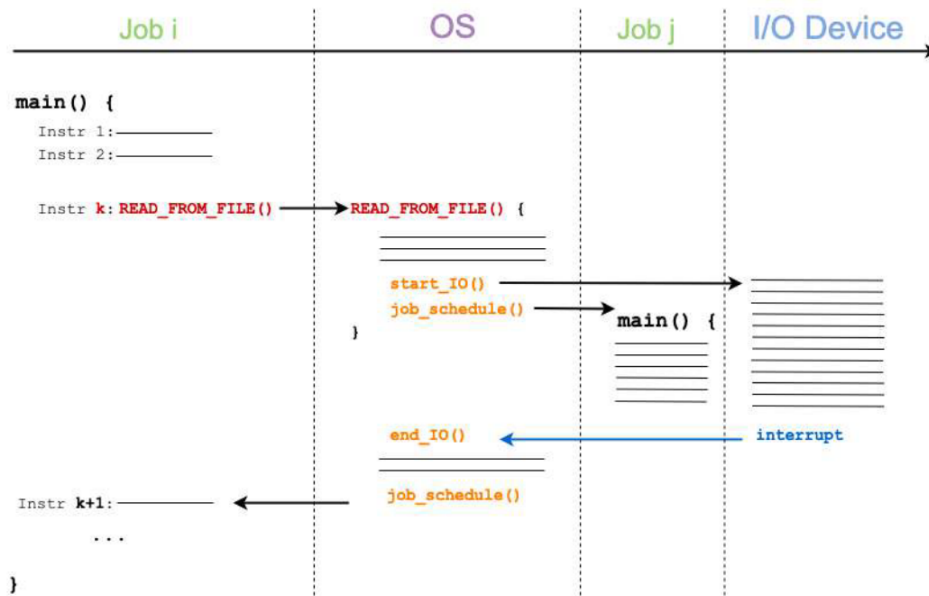 Job i OS Job j I/O Device
main() {
Instr 1:
Instr 2:
Instr k: READ_FROM_FILE() READ_FROM_FILE() {
start_IO()
job_schedule()
main() {
}
end_IO() interrupt
job_schedule()
Instr k+1:
...
}